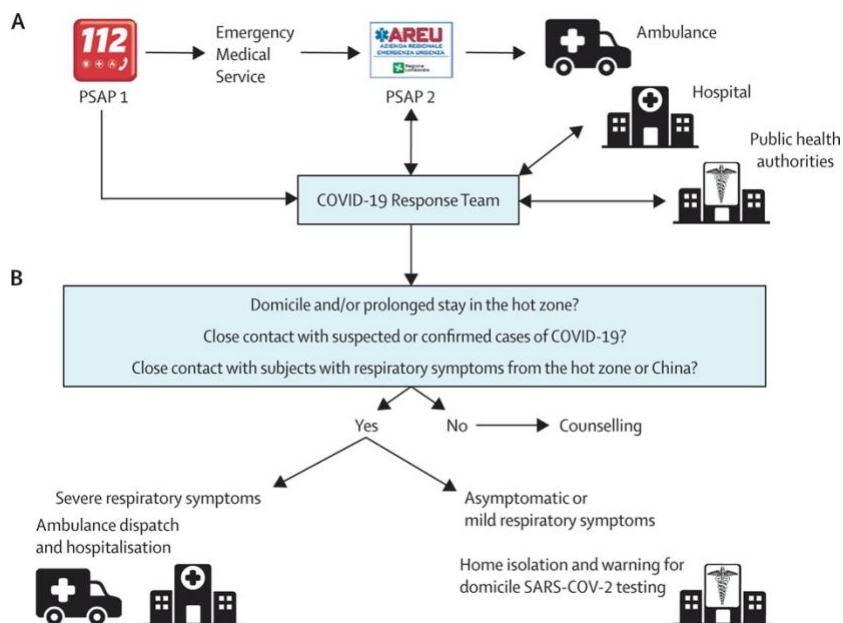 A
112
PSAP 1
Emergency
Medical
Service
AREU
AZIENDA REGIONALE
EMERGENZA URGENZA
Regione
Lombardia
PSAP 2
Ambulance
Hospital
Public health
authorities
COVID-19 Response Team
B
Domicile and/or prolonged stay in the hot zone?
Close contact with suspected or confirmed cases of COVID-19?
Close contact with subjects with respiratory symptoms from the hot zone or China?
Yes
No
Counselling
Severe respiratory symptoms
Ambulance dispatch
and hospitalisation
Asymptomatic or
mild respiratory symptoms
Home isolation and warning for
domicile SARS-COV-2 testing